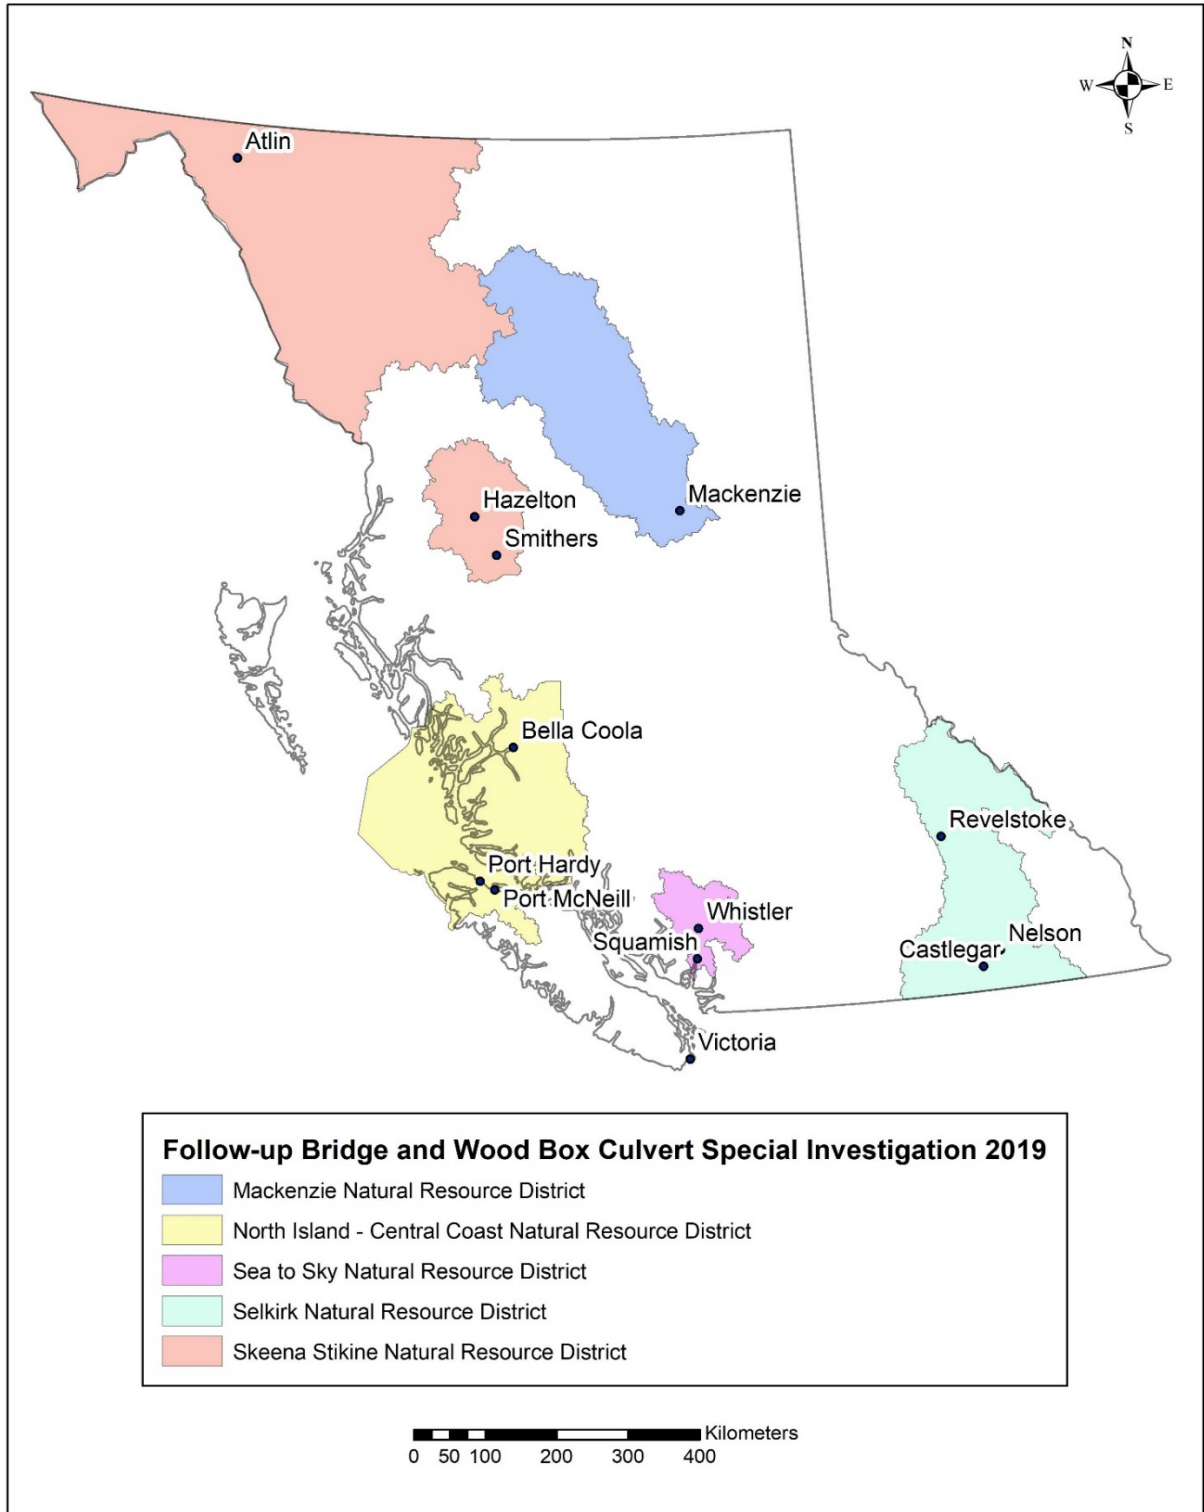 N
W E
S
Atlin
Mackenzie
Hazelton
Smithers
Bella Coola
Revelstoke
Port Hardy
Port McNeill
Whistler
Squamish
Nelson
Castlegar
Victoria
Follow-up Bridge and Wood Box Culvert Special Investigation 2019
Mackenzie Natural Resource District
North Island - Central Coast Natural Resource District
Sea to Sky Natural Resource District
Selkirk Natural Resource District
Skeena Stikine Natural Resource District
Kilometers
0 50 100 200 300 400